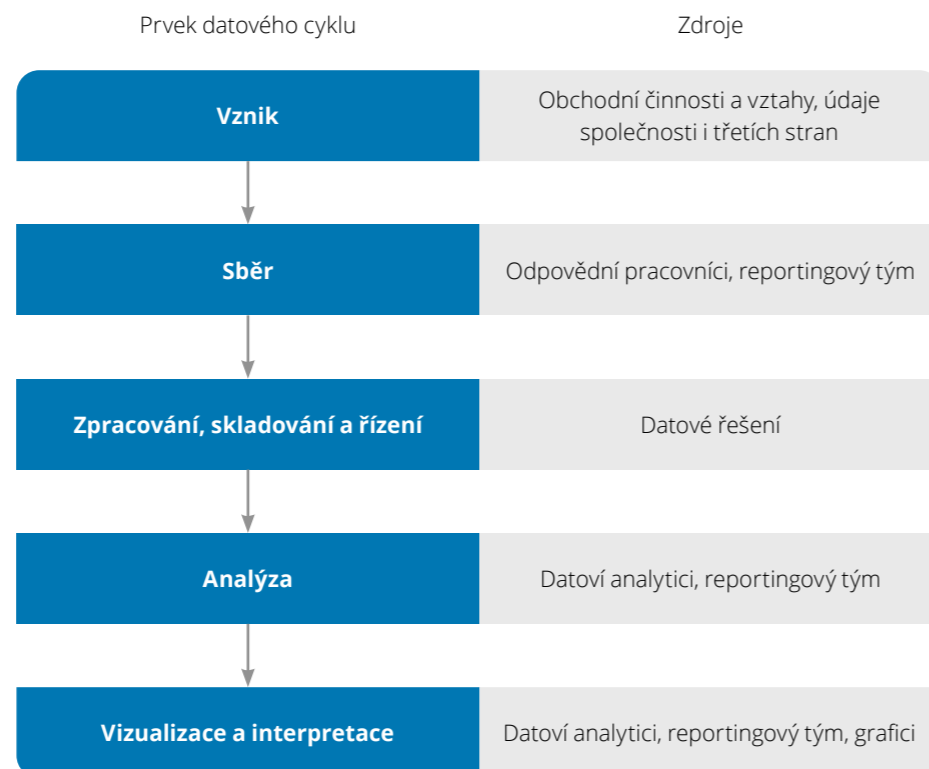 Prvek datového cyklu
Zdroje
Vznik
Obchodní činnosti a vztahy, údaje
společnosti i třetích stran
Sběr
Odpovědní pracovníci, reportingový tým
Zpracování, skladování a řízení
Datové řešení
Analýza
Datoví analytici, reportingový tým
Vizualizace a interpretace
Datoví analytici, reportingový tým, grafici